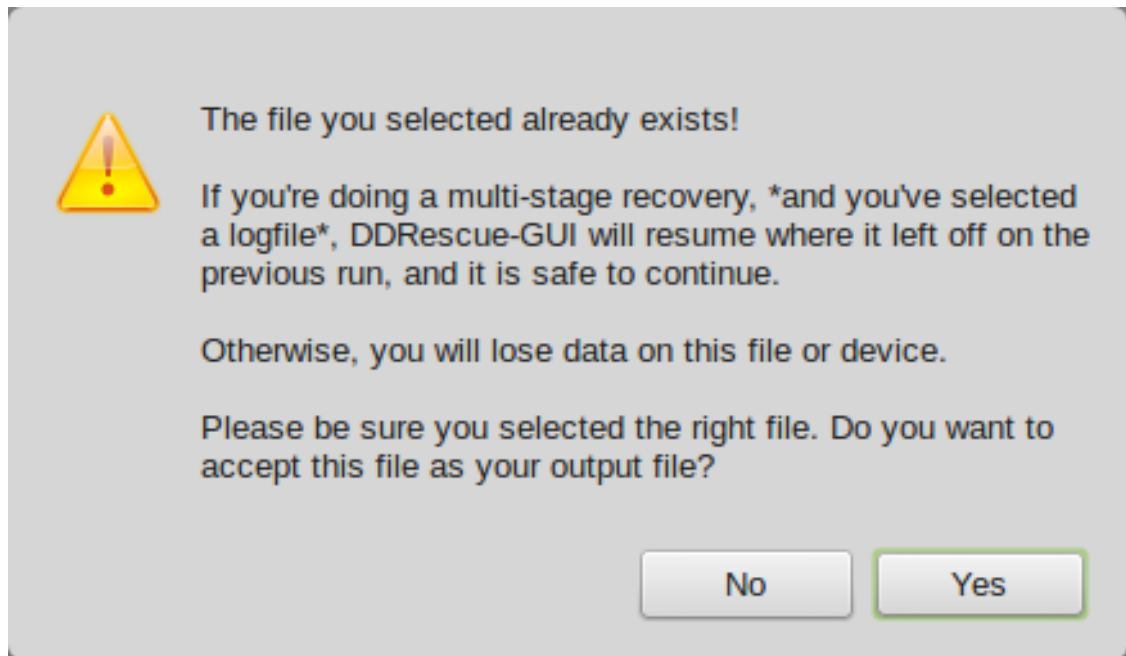 The file you selected already exists!
If you're doing a multi-stage recovery, *and you've selected
a logfile*, DDRescue-GUI will resume where it left off on the
previous run, and it is safe to continue.
Otherwise, you will lose data on this file or device.
Please be sure you selected the right file. Do you want to
accept this file as your output file?
No
Yes